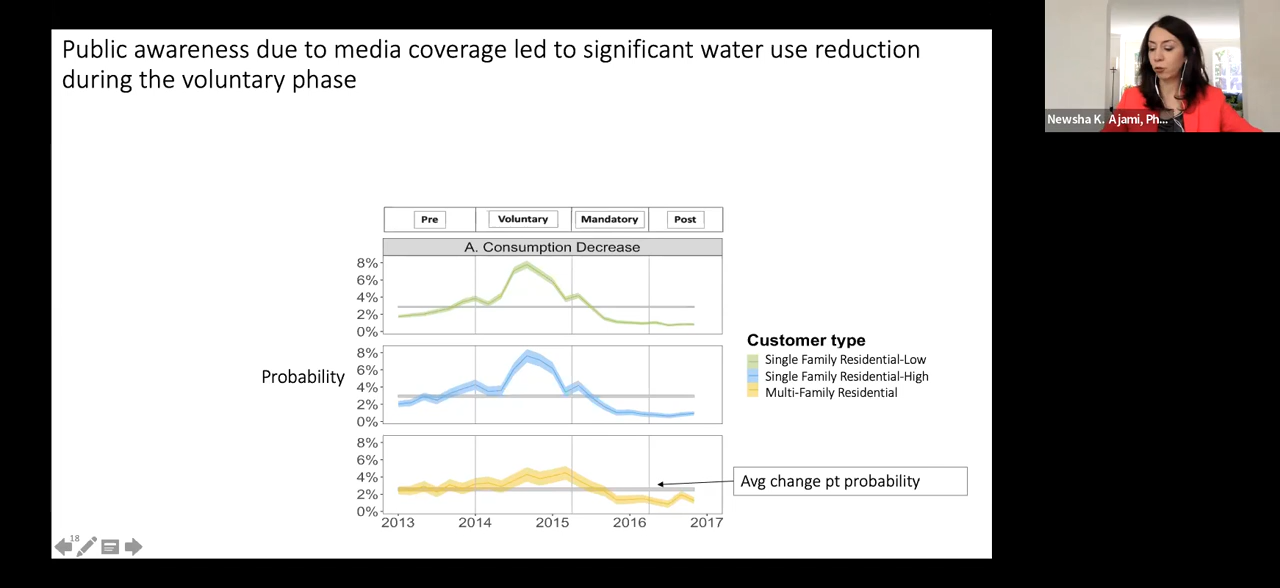 Public awareness due to media coverage led to significant water use reduction
during the voluntary phase
Newsha K. Ajami, Ph...
Pre
Voluntary
Mandatory
Post
A. Consumption Decrease
8%
6%
4%
2%
0%
8%
6%
4%
2%
0%
8%
6%
4%
2%
0%
Probability
2013
2014
2015
2016
2017
Customer type
Single Family Residential-Low
Single Family Residential-High
Multi-Family Residential
Avg change pt probability
18